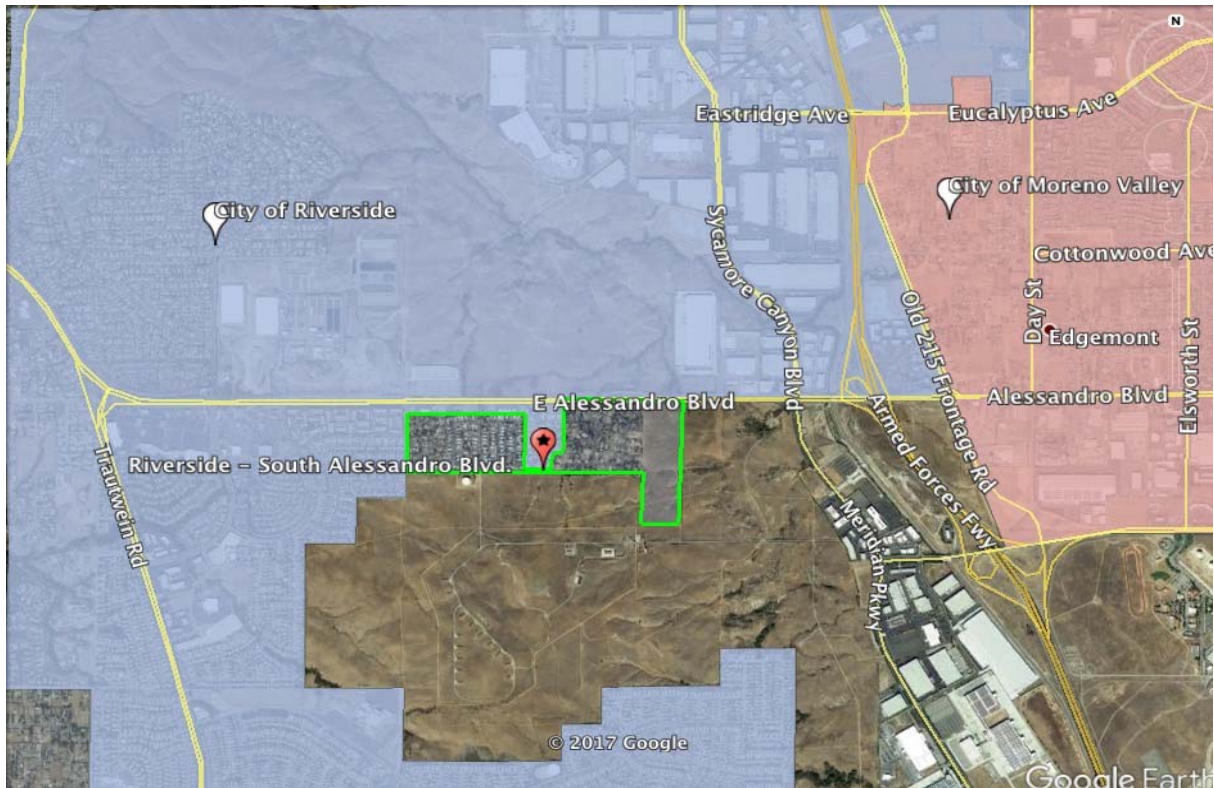 N
Eastridge Ave
Eucalyptus Ave
City of Riverside
City of Moreno Valley
Sycamore Canyon Blvd
Cottonwood Ave
Old 215 Frontage Rd
Day St
Edgemont
Elsworth St
E Alessandro Blvd
Alessandro Blvd
Armed Forces Fwy
Riverside - South Alessandro Blvd.
Trautwein Rd
Meridian Pkwy
© 2017 Google
Google Earth